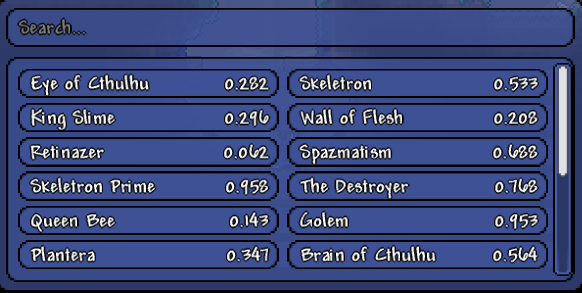 Search...
Eye of Cthulhu 0.282 Skeletron 0.533
King Slime 0.296 Wall of Flesh 0.208
Retinazer 0.062 Spazmatism 0.688
Skeletron Prime 0.958 The Destroyer 0.768
Queen Bee 0.143 Golem 0.953
Plantera 0.347 Brain of Cthulhu 0.564